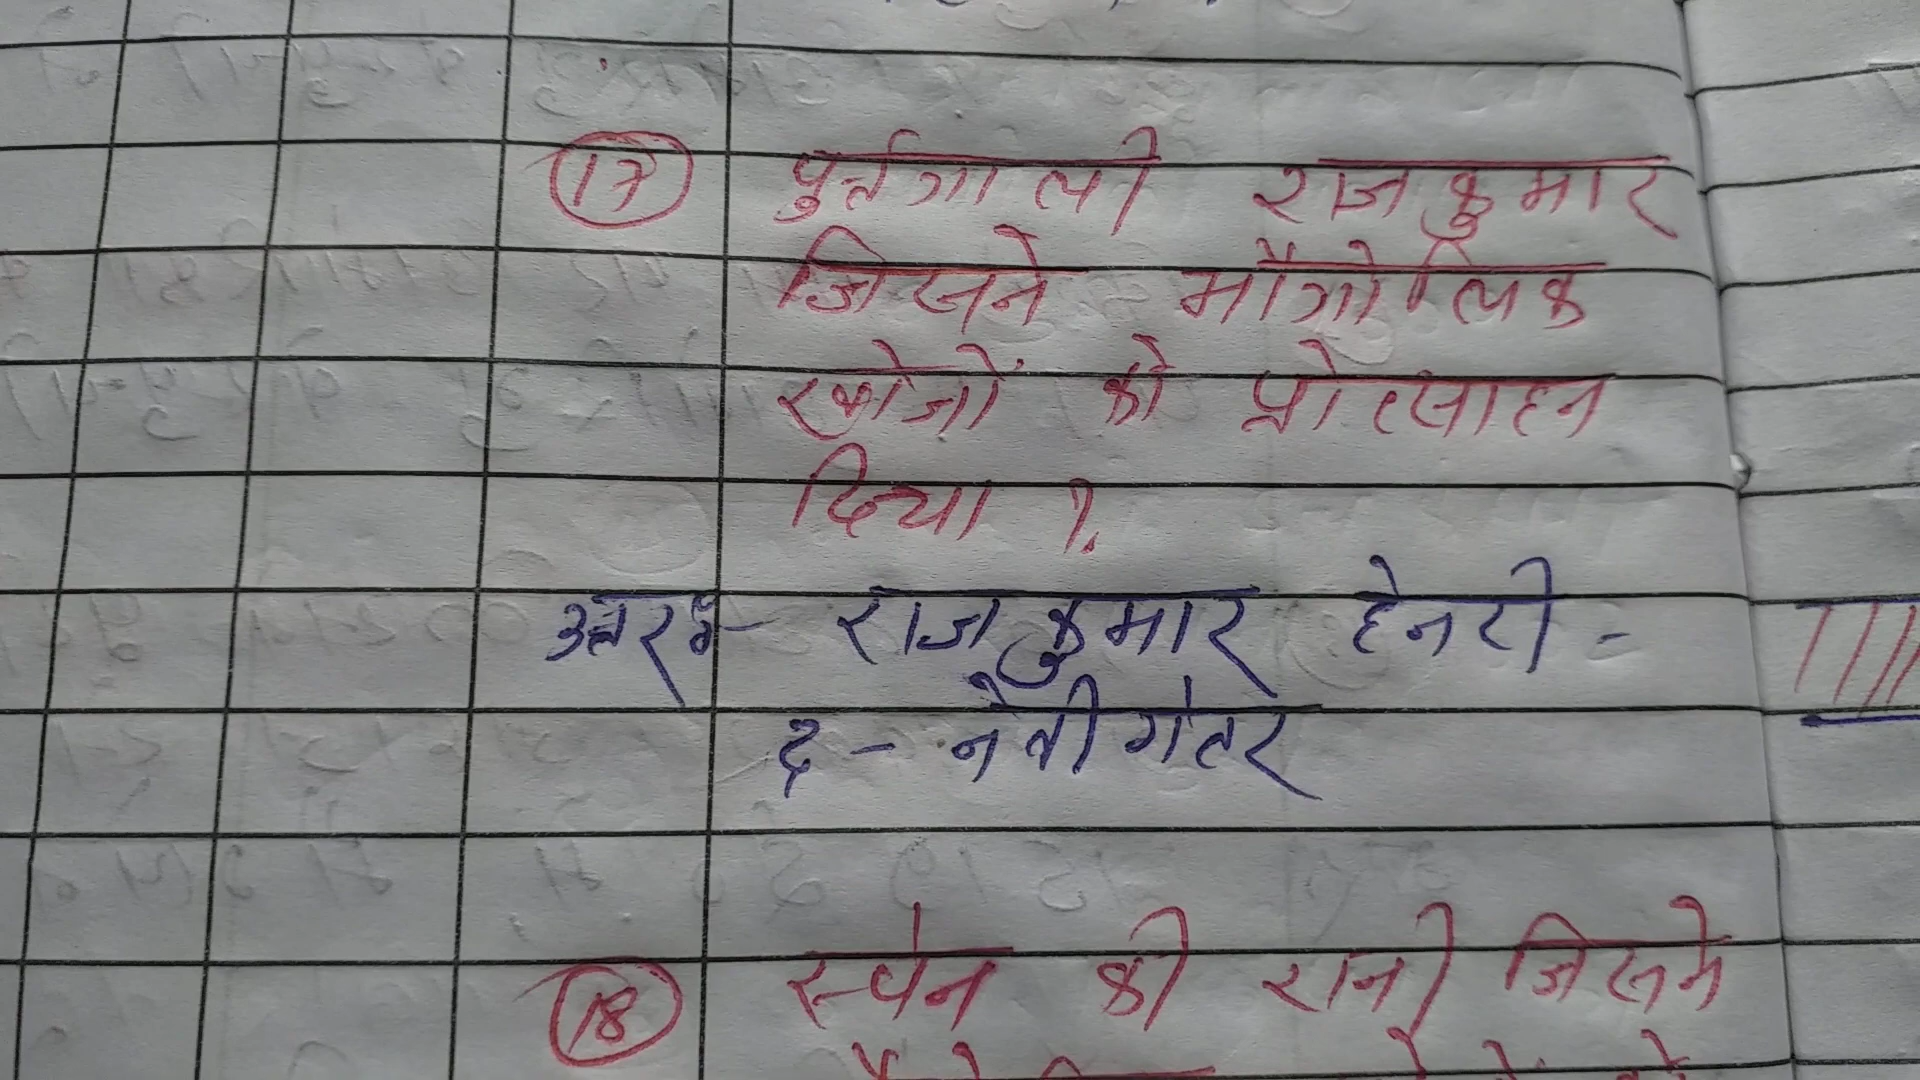 (17) पुर्तगाली राजकुमार
जिसने भौगोलिक
खोजों को प्रोत्साहन
दिया ?
उत्तरः- राजकुमार हेनरी -
द - नेवीगेटर
(18) स्पेन की रानी जिसने